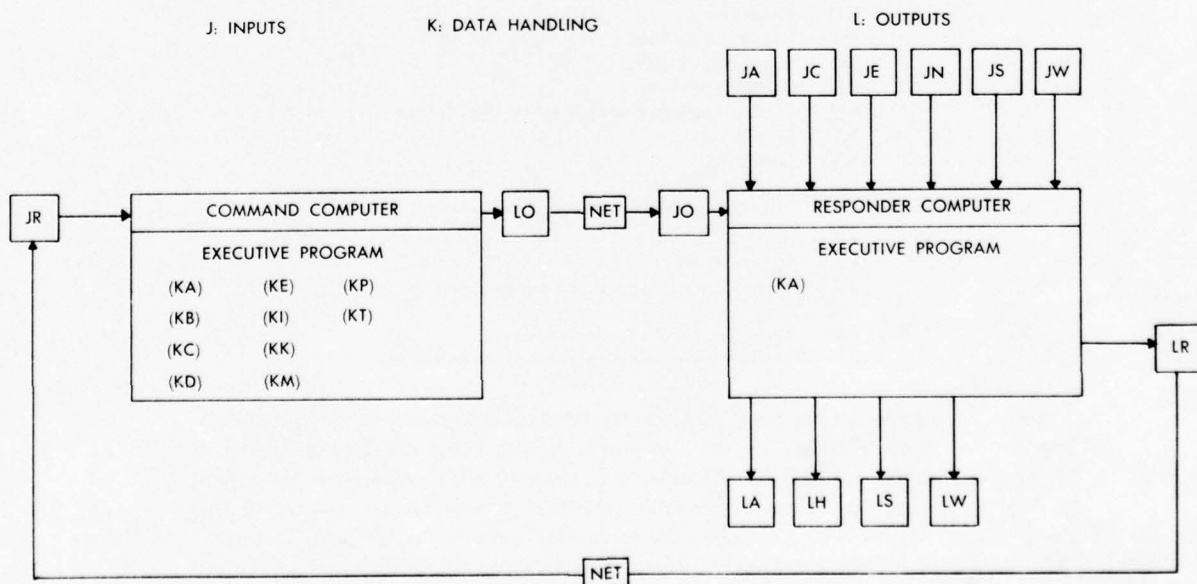 J: INPUTS K: DATA HANDLING L: OUTPUTS
JA JC JE JN JS JW
JR COMMAND COMPUTER LO NET JO RESPONDER COMPUTER
EXECUTIVE PROGRAM EXECUTIVE PROGRAM
(KA) (KE) (KP) (KA)
(KB) (KI) (KT)
(KC) (KK) LR
(KD) (KM)
LA LH LS LW
NET